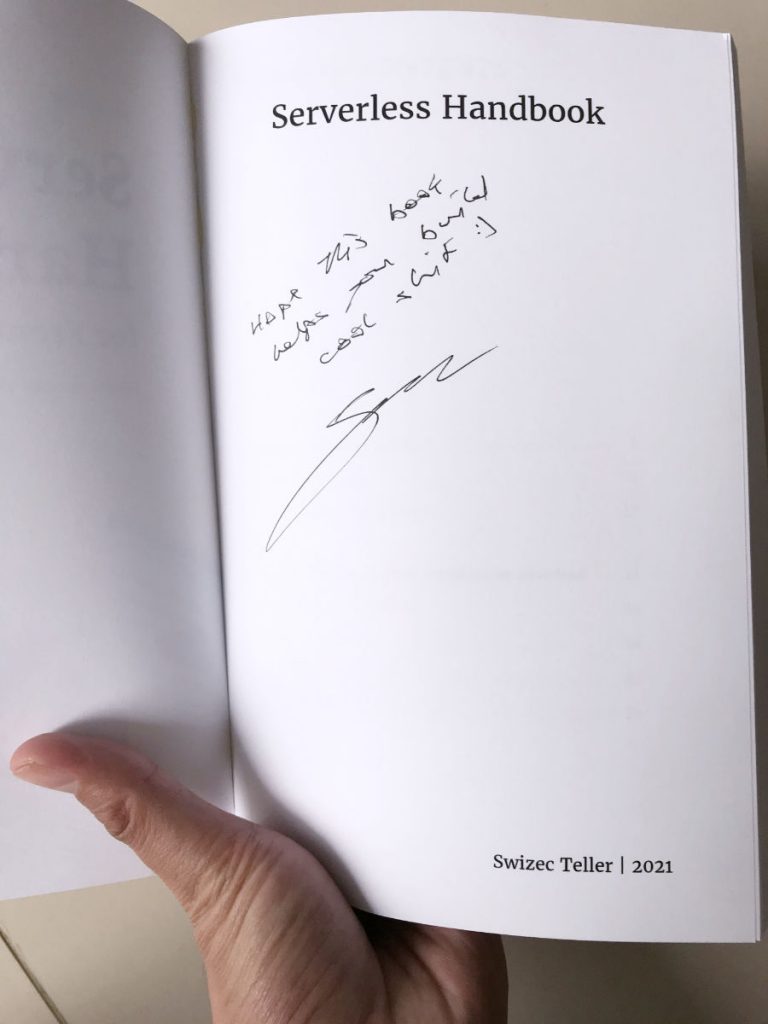 Serverless Handbook
Hope this book
helps you build
cool shit :)
Swizec Teller | 2021